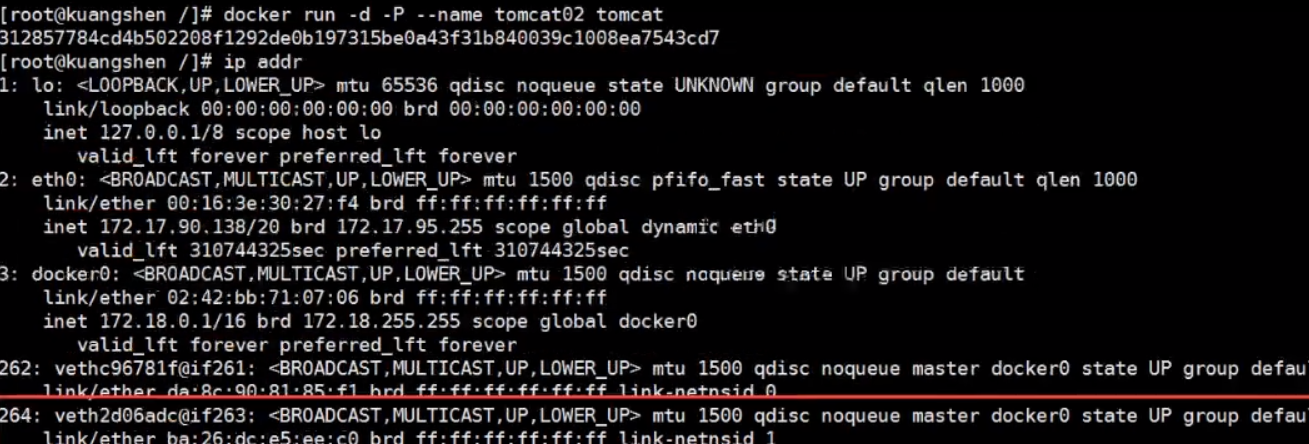 [root@kuangshen /]# docker run -d -P --name tomcat02 tomcat
312857784cd4b502208f1292de0b197315be0a43f31b840039c1008ea7543cd7
[root@kuangshen /]# ip addr
1: lo: <LOOPBACK,UP,LOWER_UP> mtu 65536 qdisc noqueue state UNKNOWN group default qlen 1000
link/loopback 00:00:00:00:00:00 brd 00:00:00:00:00:00
inet 127.0.0.1/8 scope host lo
valid_lft forever preferred_lft forever
2: eth0: <BROADCAST,MULTICAST,UP,LOWER_UP> mtu 1500 qdisc pfifo_fast state UP group default qlen 1000
link/ether 00:16:3e:30:27:f4 brd ff:ff:ff:ff:ff:ff
inet 172.17.90.138/20 brd 172.17.95.255 scope global dynamic eth0
valid_lft 310744325sec preferred_lft 310744325sec
3: docker0: <BROADCAST,MULTICAST,UP,LOWER_UP> mtu 1500 qdisc noqueue state UP group default
link/ether 02:42:bb:71:07:06 brd ff:ff:ff:ff:ff:ff
inet 172.18.0.1/16 brd 172.18.255.255 scope global docker0
valid_lft forever preferred_lft forever
262: vethc96781f@if261: <BROADCAST,MULTICAST,UP,LOWER_UP> mtu 1500 qdisc noqueue master docker0 state UP group defau
link/ether da:8c:90:81:85:f1 brd ff:ff:ff:ff:ff:ff link-netnsid 0
264: veth2d06adc@if263: <BROADCAST,MULTICAST,UP,LOWER_UP> mtu 1500 qdisc noqueue master docker0 state UP group defau
link/ether ba:26:dc:e5:ee:c0 brd ff:ff:ff:ff:ff:ff link-netnsid 1